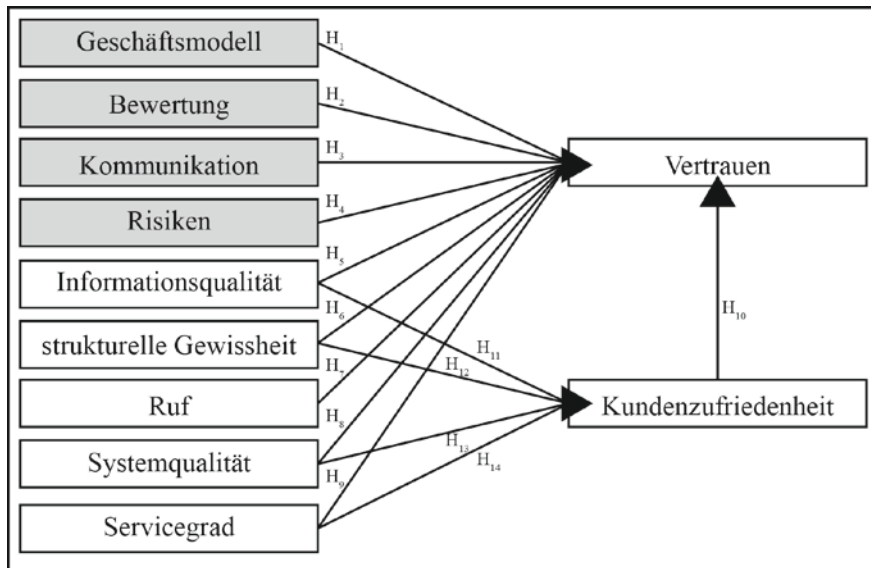 Geschäftsmodell
H₁
Bewertung
H₂
Kommunikation
H₃
Vertrauen
Risiken
H₄
Informationsqualität
H₅
H₆
H₁₀
strukturelle Gewissheit
H₁₁
H₇
H₁₂
Ruf
H₈
Kundenzufriedenheit
Systemqualität
H₁₃
H₉
H₁₄
Servicegrad